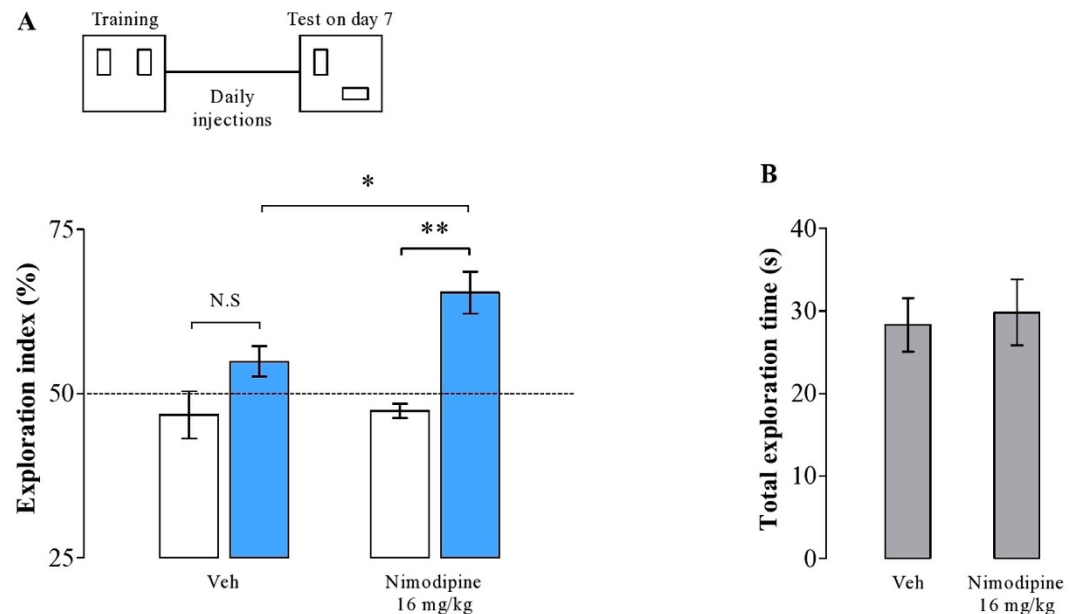 A
Training
Test on day 7
Daily
injections
*
**
N.S
Exploration index (%)
75
50
25
Veh
Nimodipine
16 mg/kg
B
Total exploration time (s)
40
30
20
10
0
Veh
Nimodipine
16 mg/kg